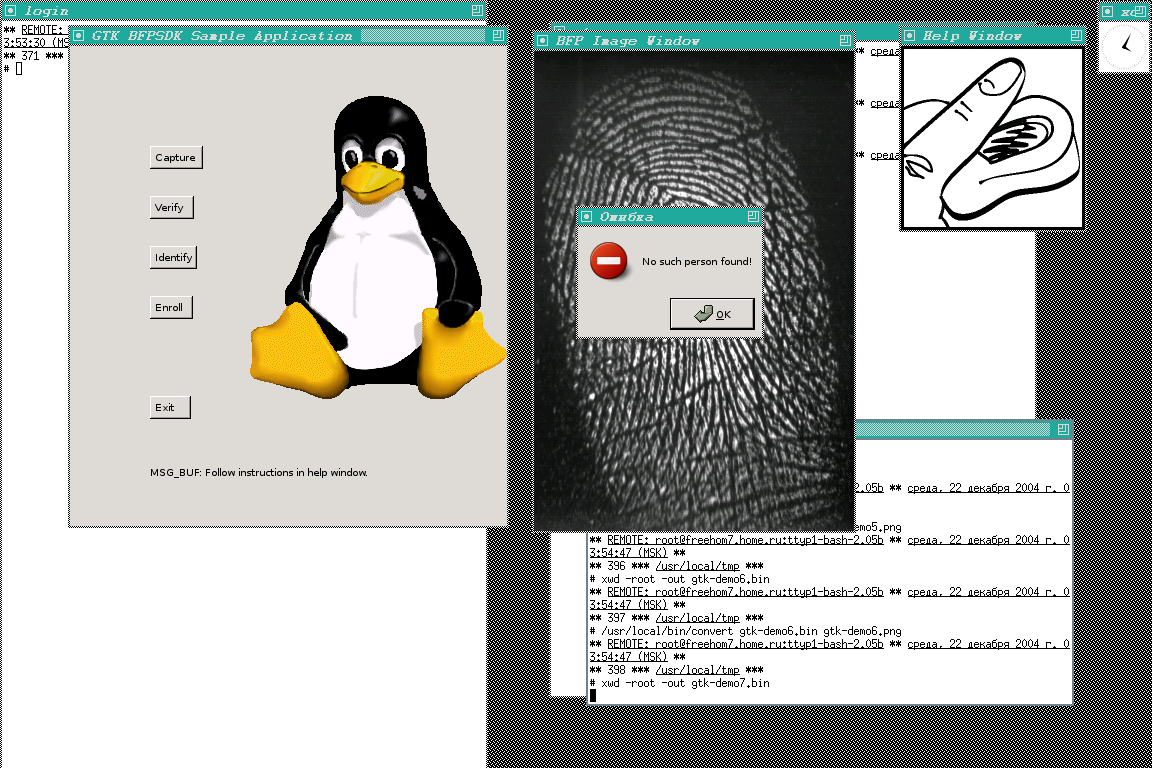 login
** REMOTE:
3:53:30 (MS
** 371 ***
#
GTK BFPSDK Sample Application
Capture
Verify
Identify
Enroll
Exit
MSG_BUF: Follow instructions in help window.
BFP Image Window
Ошибка
No such person found!
OK
Help Window
** среда
** среда
** среда
2.05b ** среда, 22 декабря 2004 г. 0
emo5.png
** REMOTE: root@freehom7.home.ru:ttyp1-bash-2.05b ** среда, 22 декабря 2004 г. 0
3:54:47 (MSK) **
** 396 *** /usr/local/tmp ***
# xwd -root -out gtk-demo6.bin
** REMOTE: root@freehom7.home.ru:ttyp1-bash-2.05b ** среда, 22 декабря 2004 г. 0
3:54:47 (MSK) **
** 397 *** /usr/local/tmp ***
# /usr/local/bin/convert gtk-demo6.bin gtk-demo6.png
** REMOTE: root@freehom7.home.ru:ttyp1-bash-2.05b ** среда, 22 декабря 2004 г. 0
3:54:47 (MSK) **
** 398 *** /usr/local/tmp ***
# xwd -root -out gtk-demo7.bin